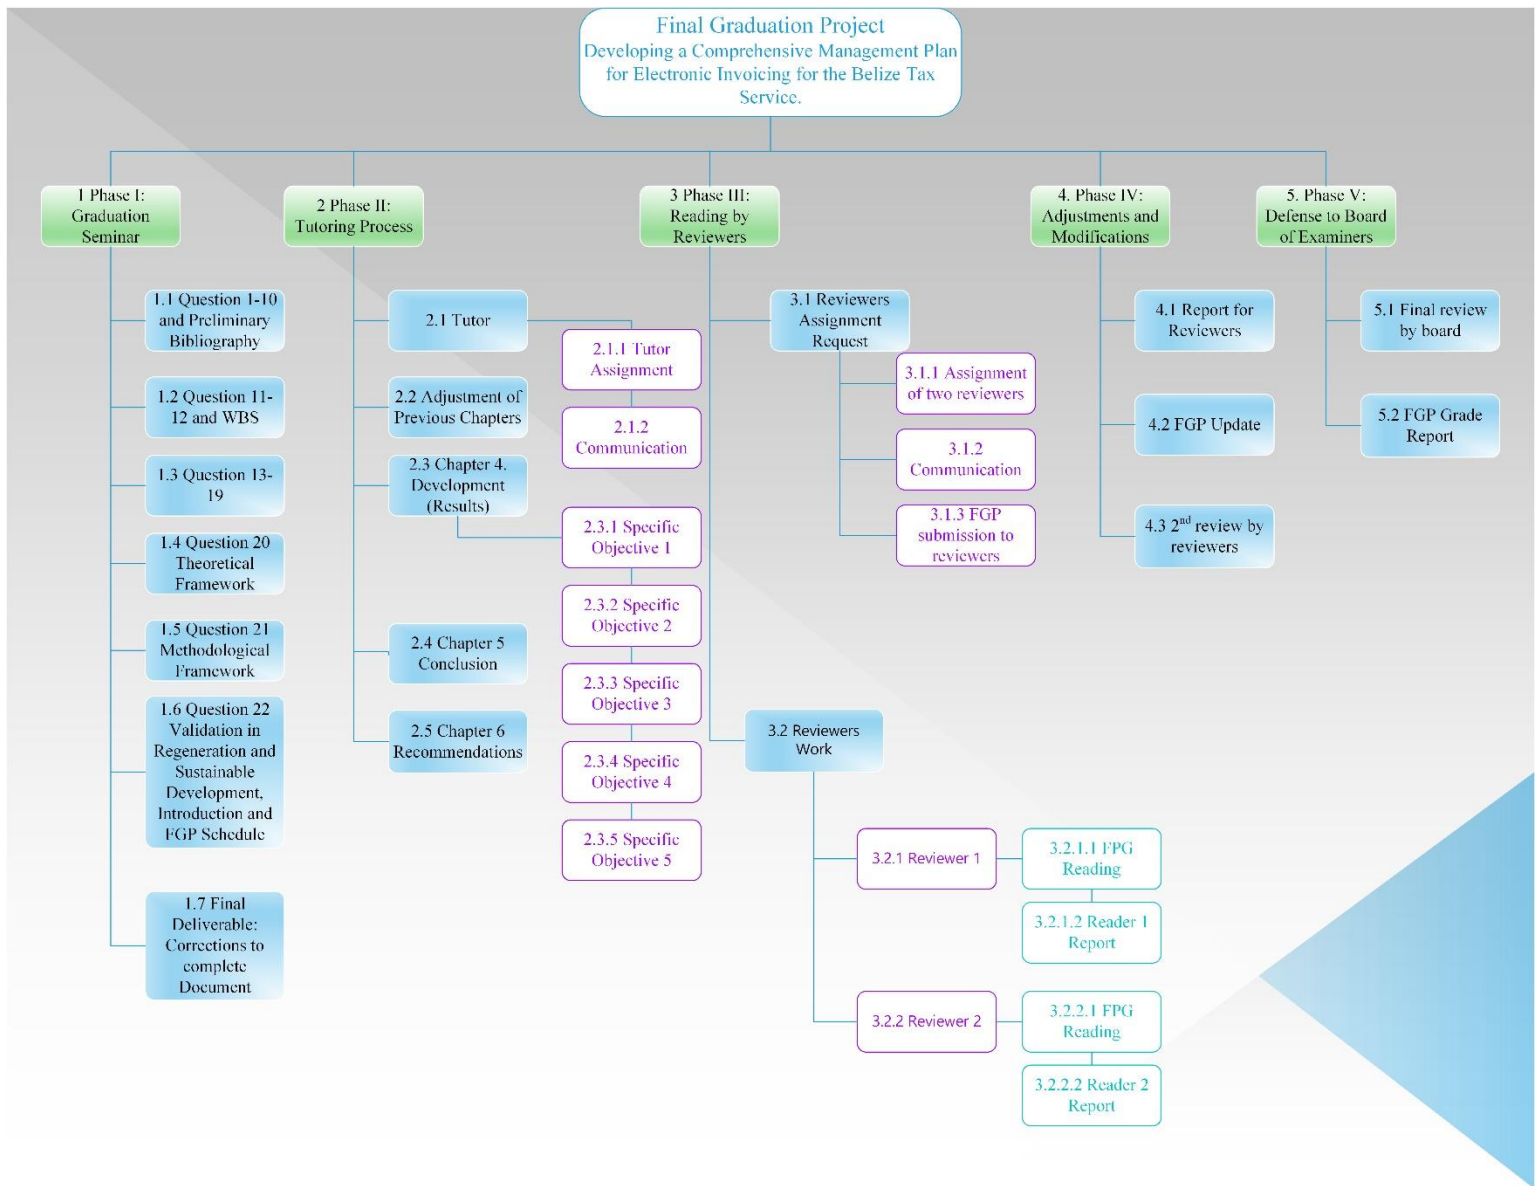 Final Graduation Project
Developing a Comprehensive Management Plan
for Electronic Invoicing for the Belize Tax
Service.
1 Phase I:
Graduation
Seminar
1.1 Question 1-10
and Preliminary
Bibliography
1.2 Question 11-
12 and WBS
1.3 Question 13-
19
1.4 Question 20
Theoretical
Framework
1.5 Question 21
Methodological
Framework
1.6 Question 22
Validation in
Regeneration and
Sustainable
Development,
Introduction and
FGP Schedule
1.7 Final
Deliverable:
Corrections to
complete
Document
2 Phase II:
Tutoring Process
2.1 Tutor
2.1.1 Tutor
Assignment
2.1.2
Communication
2.2 Adjustment of
Previous Chapters
2.3 Chapter 4.
Development
(Results)
2.3.1 Specific
Objective 1
2.3.2 Specific
Objective 2
2.3.3 Specific
Objective 3
2.3.4 Specific
Objective 4
2.3.5 Specific
Objective 5
2.4 Chapter 5
Conclusion
2.5 Chapter 6
Recommendations
3 Phase III:
Reading by
Reviewers
3.1 Reviewers
Assignment
Request
3.1.1 Assignment
of two reviewers
3.1.2
Communication
3.1.3 FGP
submission to
reviewers
3.2 Reviewers
Work
3.2.1 Reviewer 1
3.2.1.1 FPG
Reading
3.2.1.2 Reader 1
Report
3.2.2 Reviewer 2
3.2.2.1 FPG
Reading
3.2.2.2 Reader 2
Report
4. Phase IV:
Adjustments and
Modifications
4.1 Report for
Reviewers
4.2 FGP Update
4.3 2nd review by
reviewers
5. Phase V:
Defense to Board
of Examiners
5.1 Final review
by board
5.2 FGP Grade
Report